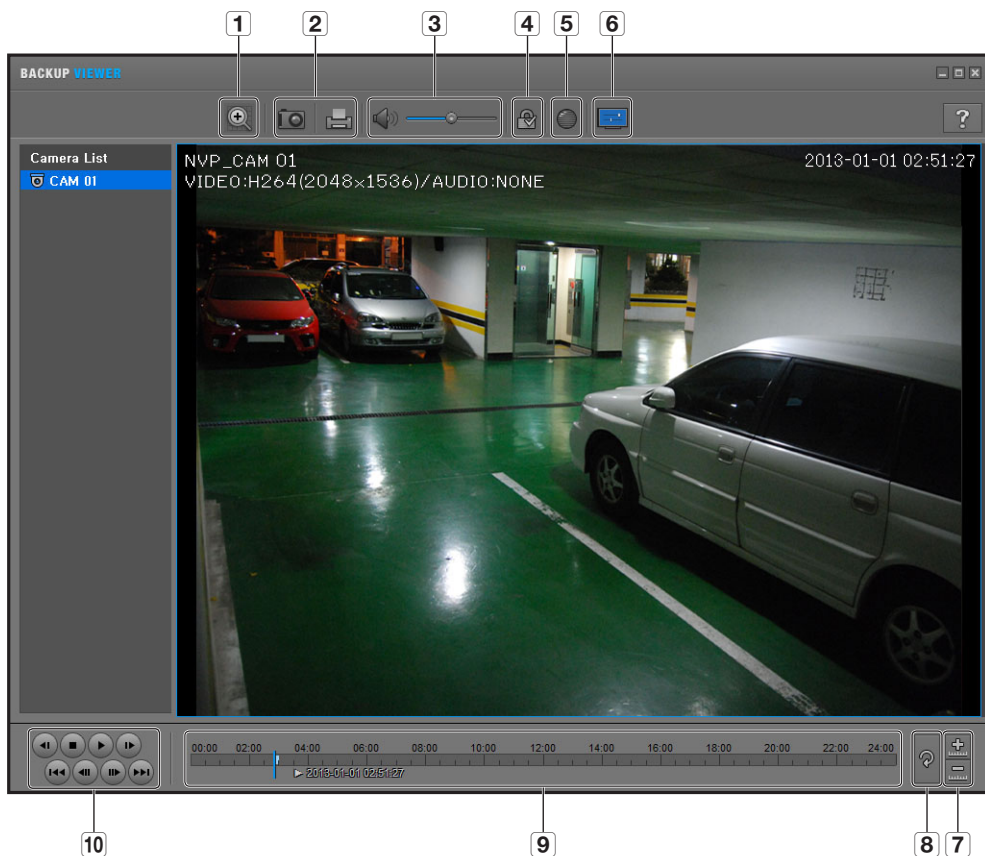 1 2 3 4 5 6
BACKUP VIEWER
?
Camera List
CAM 01
NVP_CAM 01
2013-01-01 02:51:27
VIDEO:H264(2048×1536)/AUDIO:NONE
00:00 02:00 04:00 06:00 08:00 10:00 12:00 14:00 16:00 18:00 20:00 22:00 24:00
2013-01-01 02:51:27
10 9 8 7